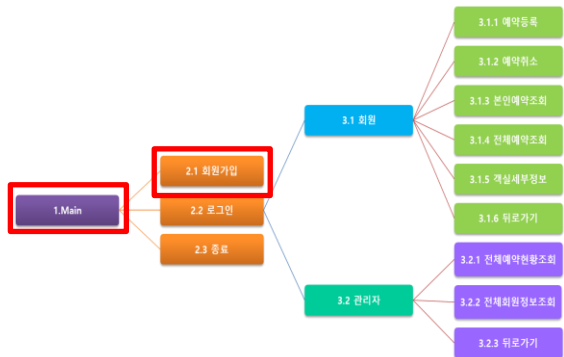 1.Main
2.1 회원가입
2.2 로그인
2.3 종료
3.1 회원
3.1.1 예약등록
3.1.2 예약취소
3.1.3 본인예약조회
3.1.4 전체예약조회
3.1.5 객실세부정보
3.1.6 뒤로가기
3.2 관리자
3.2.1 전체예약현황조회
3.2.2 전체회원정보조회
3.2.3 뒤로가기